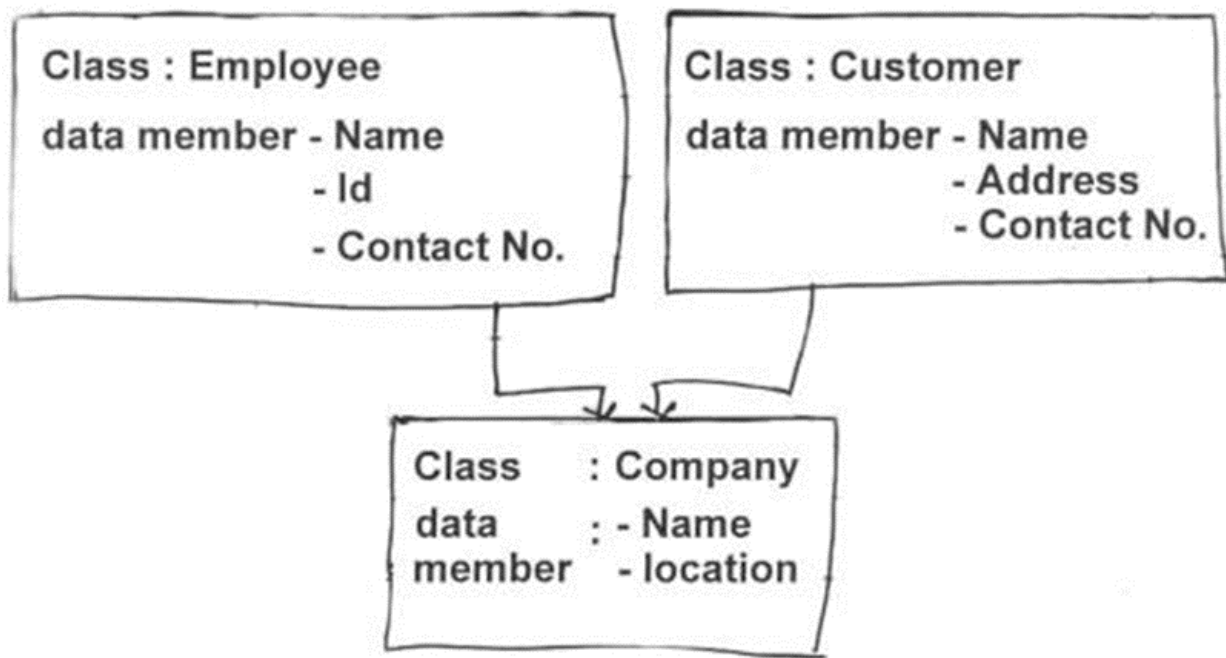 Class : Employee
data member - Name
- Id
- Contact No.
Class : Customer
data member - Name
- Address
- Contact No.
Class : Company
data : - Name
member - location